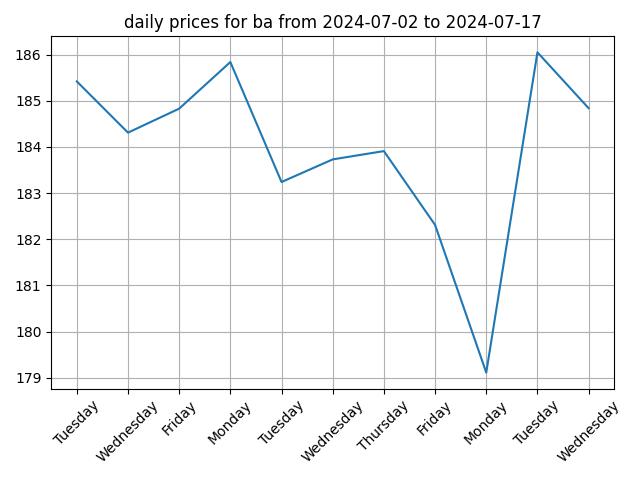 daily prices for ba from 2024-07-02 to 2024-07-17
186
185
184
183
182
181
180
179
Tuesday
Wednesday
Friday
Monday
Tuesday
Wednesday
Thursday
Friday
Monday
Tuesday
Wednesday